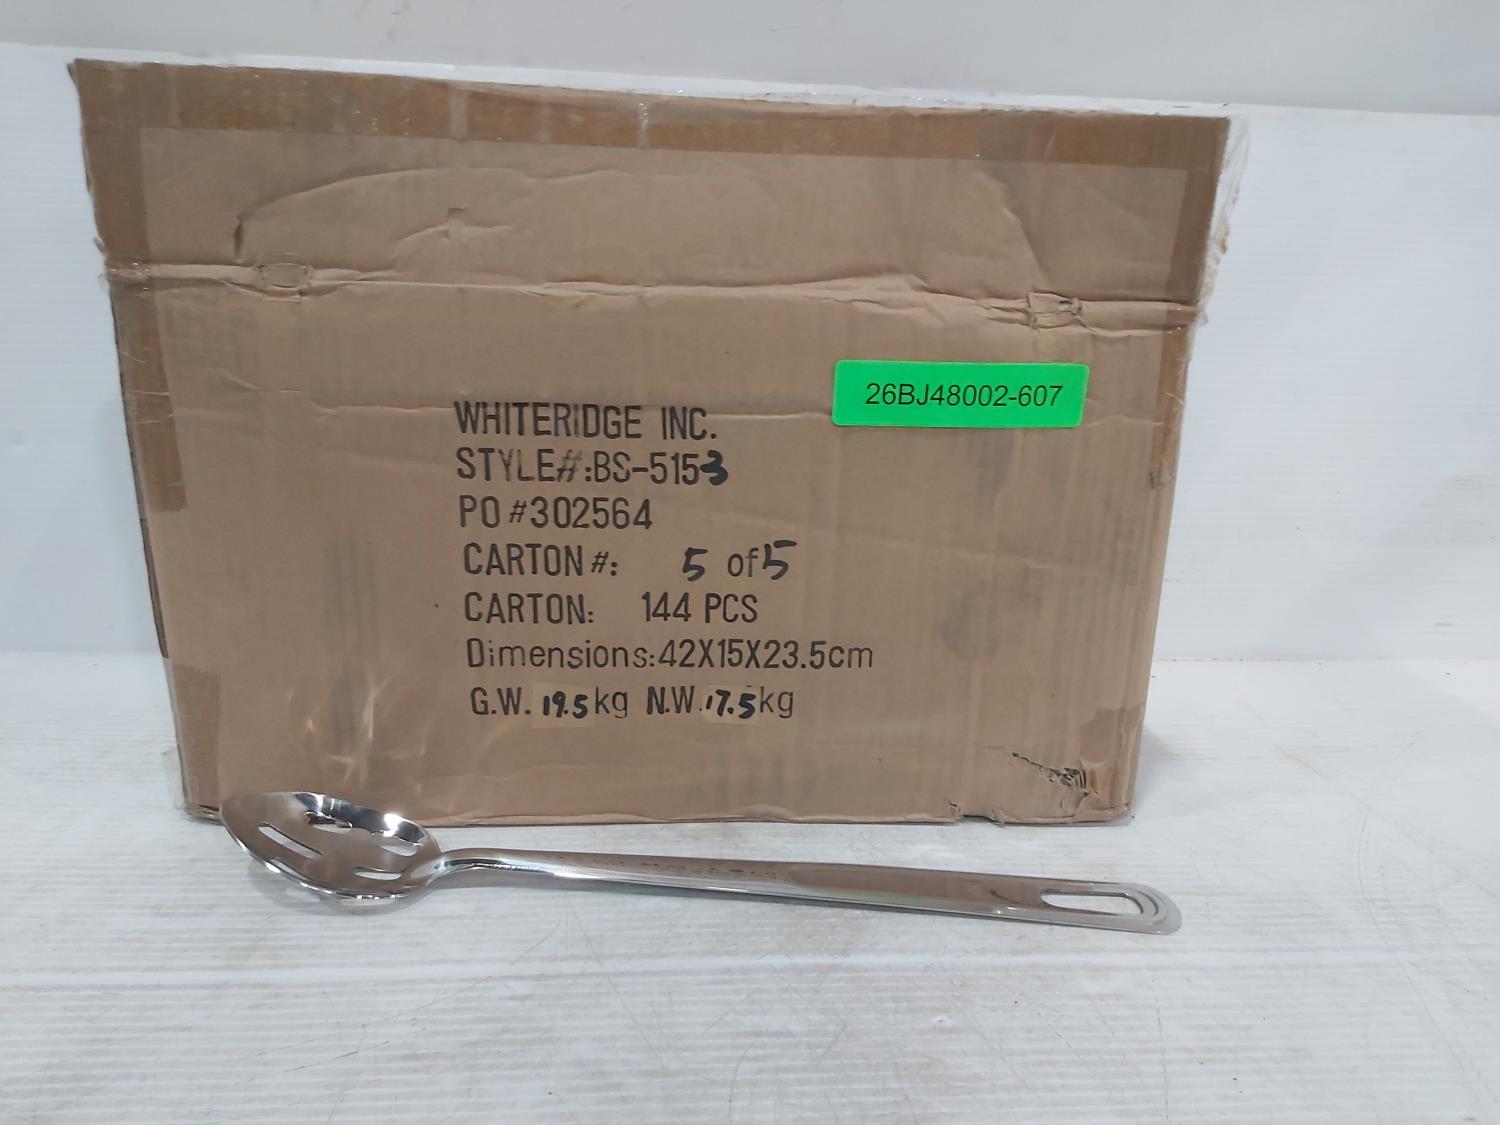 26BJ48002-607
WHITERIDGE INC.
STYLE#:BS-5153
PO #302564
CARTON #: 5 of 5
CARTON: 144 PCS
Dimensions:42X15X23.5cm
G.W. 19.5kg N.W. 17.5kg